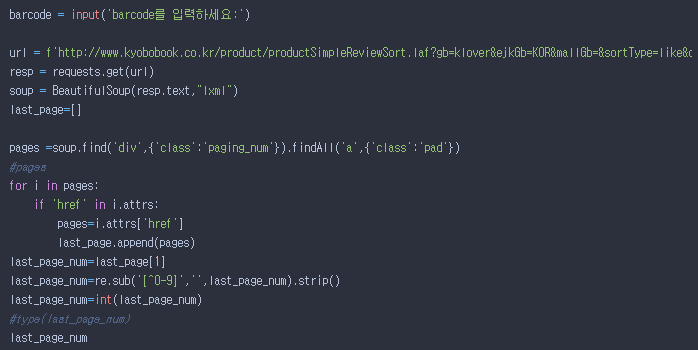 barcode = input('barcode를 입력하세요:')
url = f'http://www.kyobobook.co.kr/product/productSimpleReviewSort.laf?gb=klover&ejkGb=KOR&mallGb=&sortType=like&
resp = requests.get(url)
soup = BeautifulSoup(resp.text,"lxml")
last_page=[]
pages =soup.find('div',{'class':'paging_num'}).findAll('a',{'class':'pad'})
#pages
for i in pages:
    if 'href' in i.attrs:
        pages=i.attrs['href']
        last_page.append(pages)
last_page_num=last_page[1]
last_page_num=re.sub('[^0-9]','',last_page_num).strip()
last_page_num=int(last_page_num)
#type(last_page_num)
last_page_num